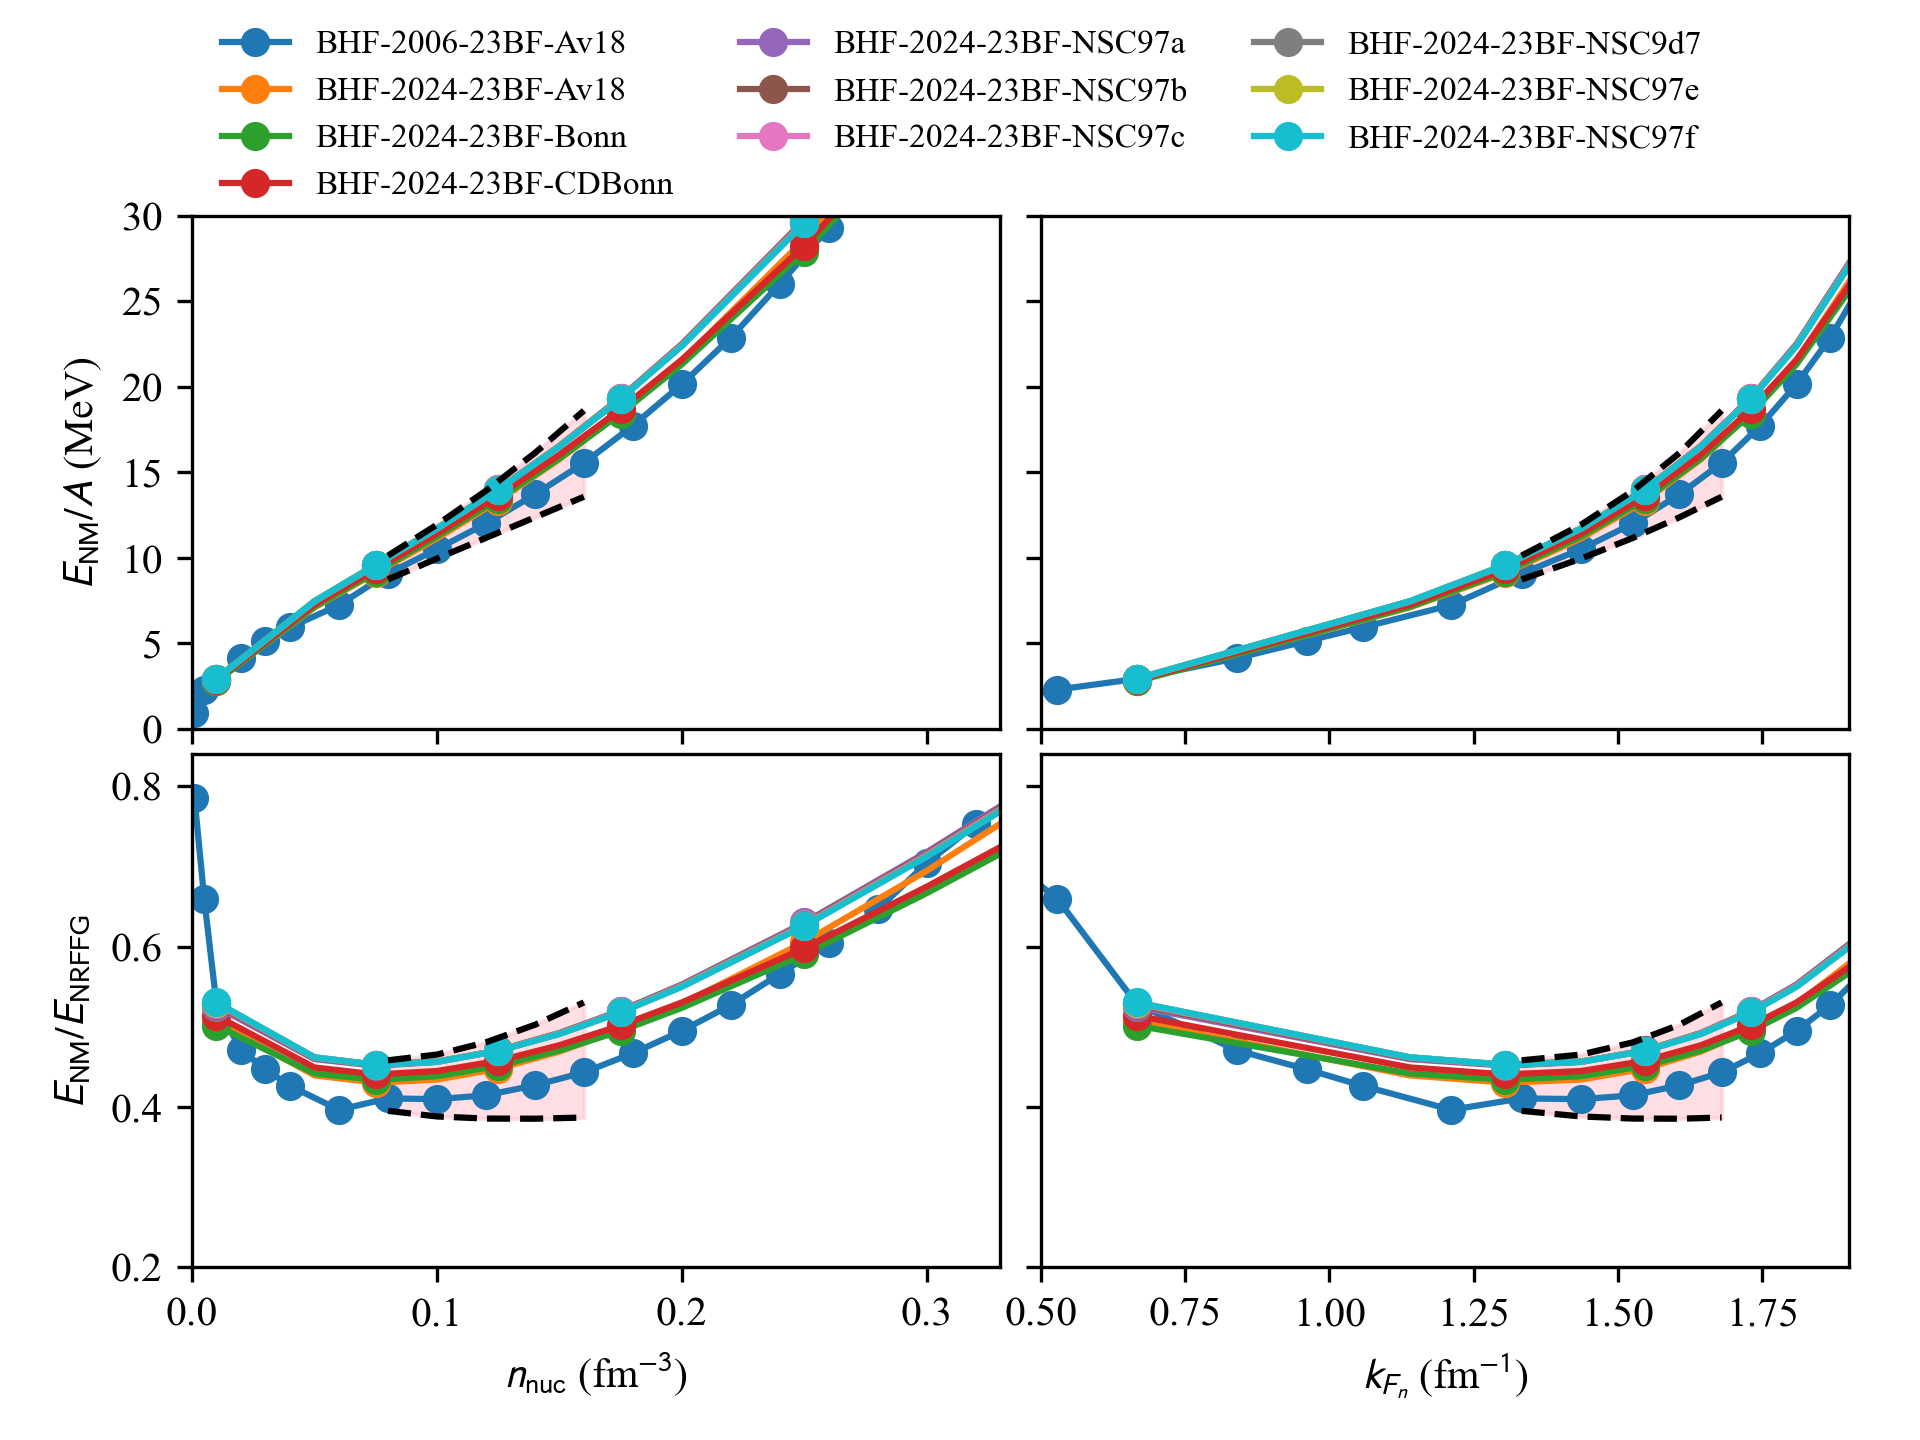 BHF-2006-23BF-Av18
BHF-2024-23BF-Av18
BHF-2024-23BF-Bonn
BHF-2024-23BF-CDBonn
BHF-2024-23BF-NSC97a
BHF-2024-23BF-NSC97b
BHF-2024-23BF-NSC97c
BHF-2024-23BF-NSC9d7
BHF-2024-23BF-NSC97e
BHF-2024-23BF-NSC97f
E_NM/A (MeV)
30
25
20
15
10
5
0
E_NM/E_NRFFG
0.8
0.6
0.4
0.2
0.0 0.1 0.2 0.3
n_nuc (fm⁻³)
0.50 0.75 1.00 1.25 1.50 1.75
k_{F_n} (fm⁻¹)